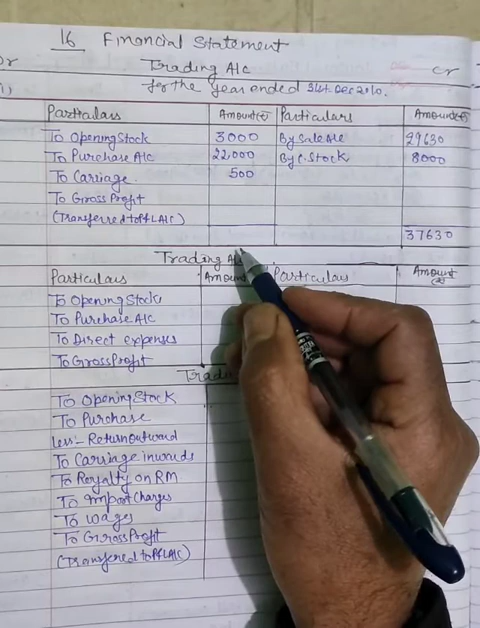 16 Financial Statement
Dr Trading A/c Cr
for the year ended 31st Dec 2010.
Particulars Amount(₹) Particulars Amount(₹)
To Opening Stock 3000 By Sale A/c 29630
To Purchase A/c 22,000 By C. Stock 8000
To Carriage 500
To Gross Profit
(Transferred to P/L A/c)
37630
Trading A/c
Particulars Amount Particulars Amount (₹)
To Opening Stock
To Purchase A/c
To Direct expenses
To Gross Profit
Tradi
To Opening Stock
To Purchase
Less:- Return outward
To Carriage inwards
To Royalty on RM
To Import Charges
To Wages
To Gross Profit
(Transferred to P/L A/c)